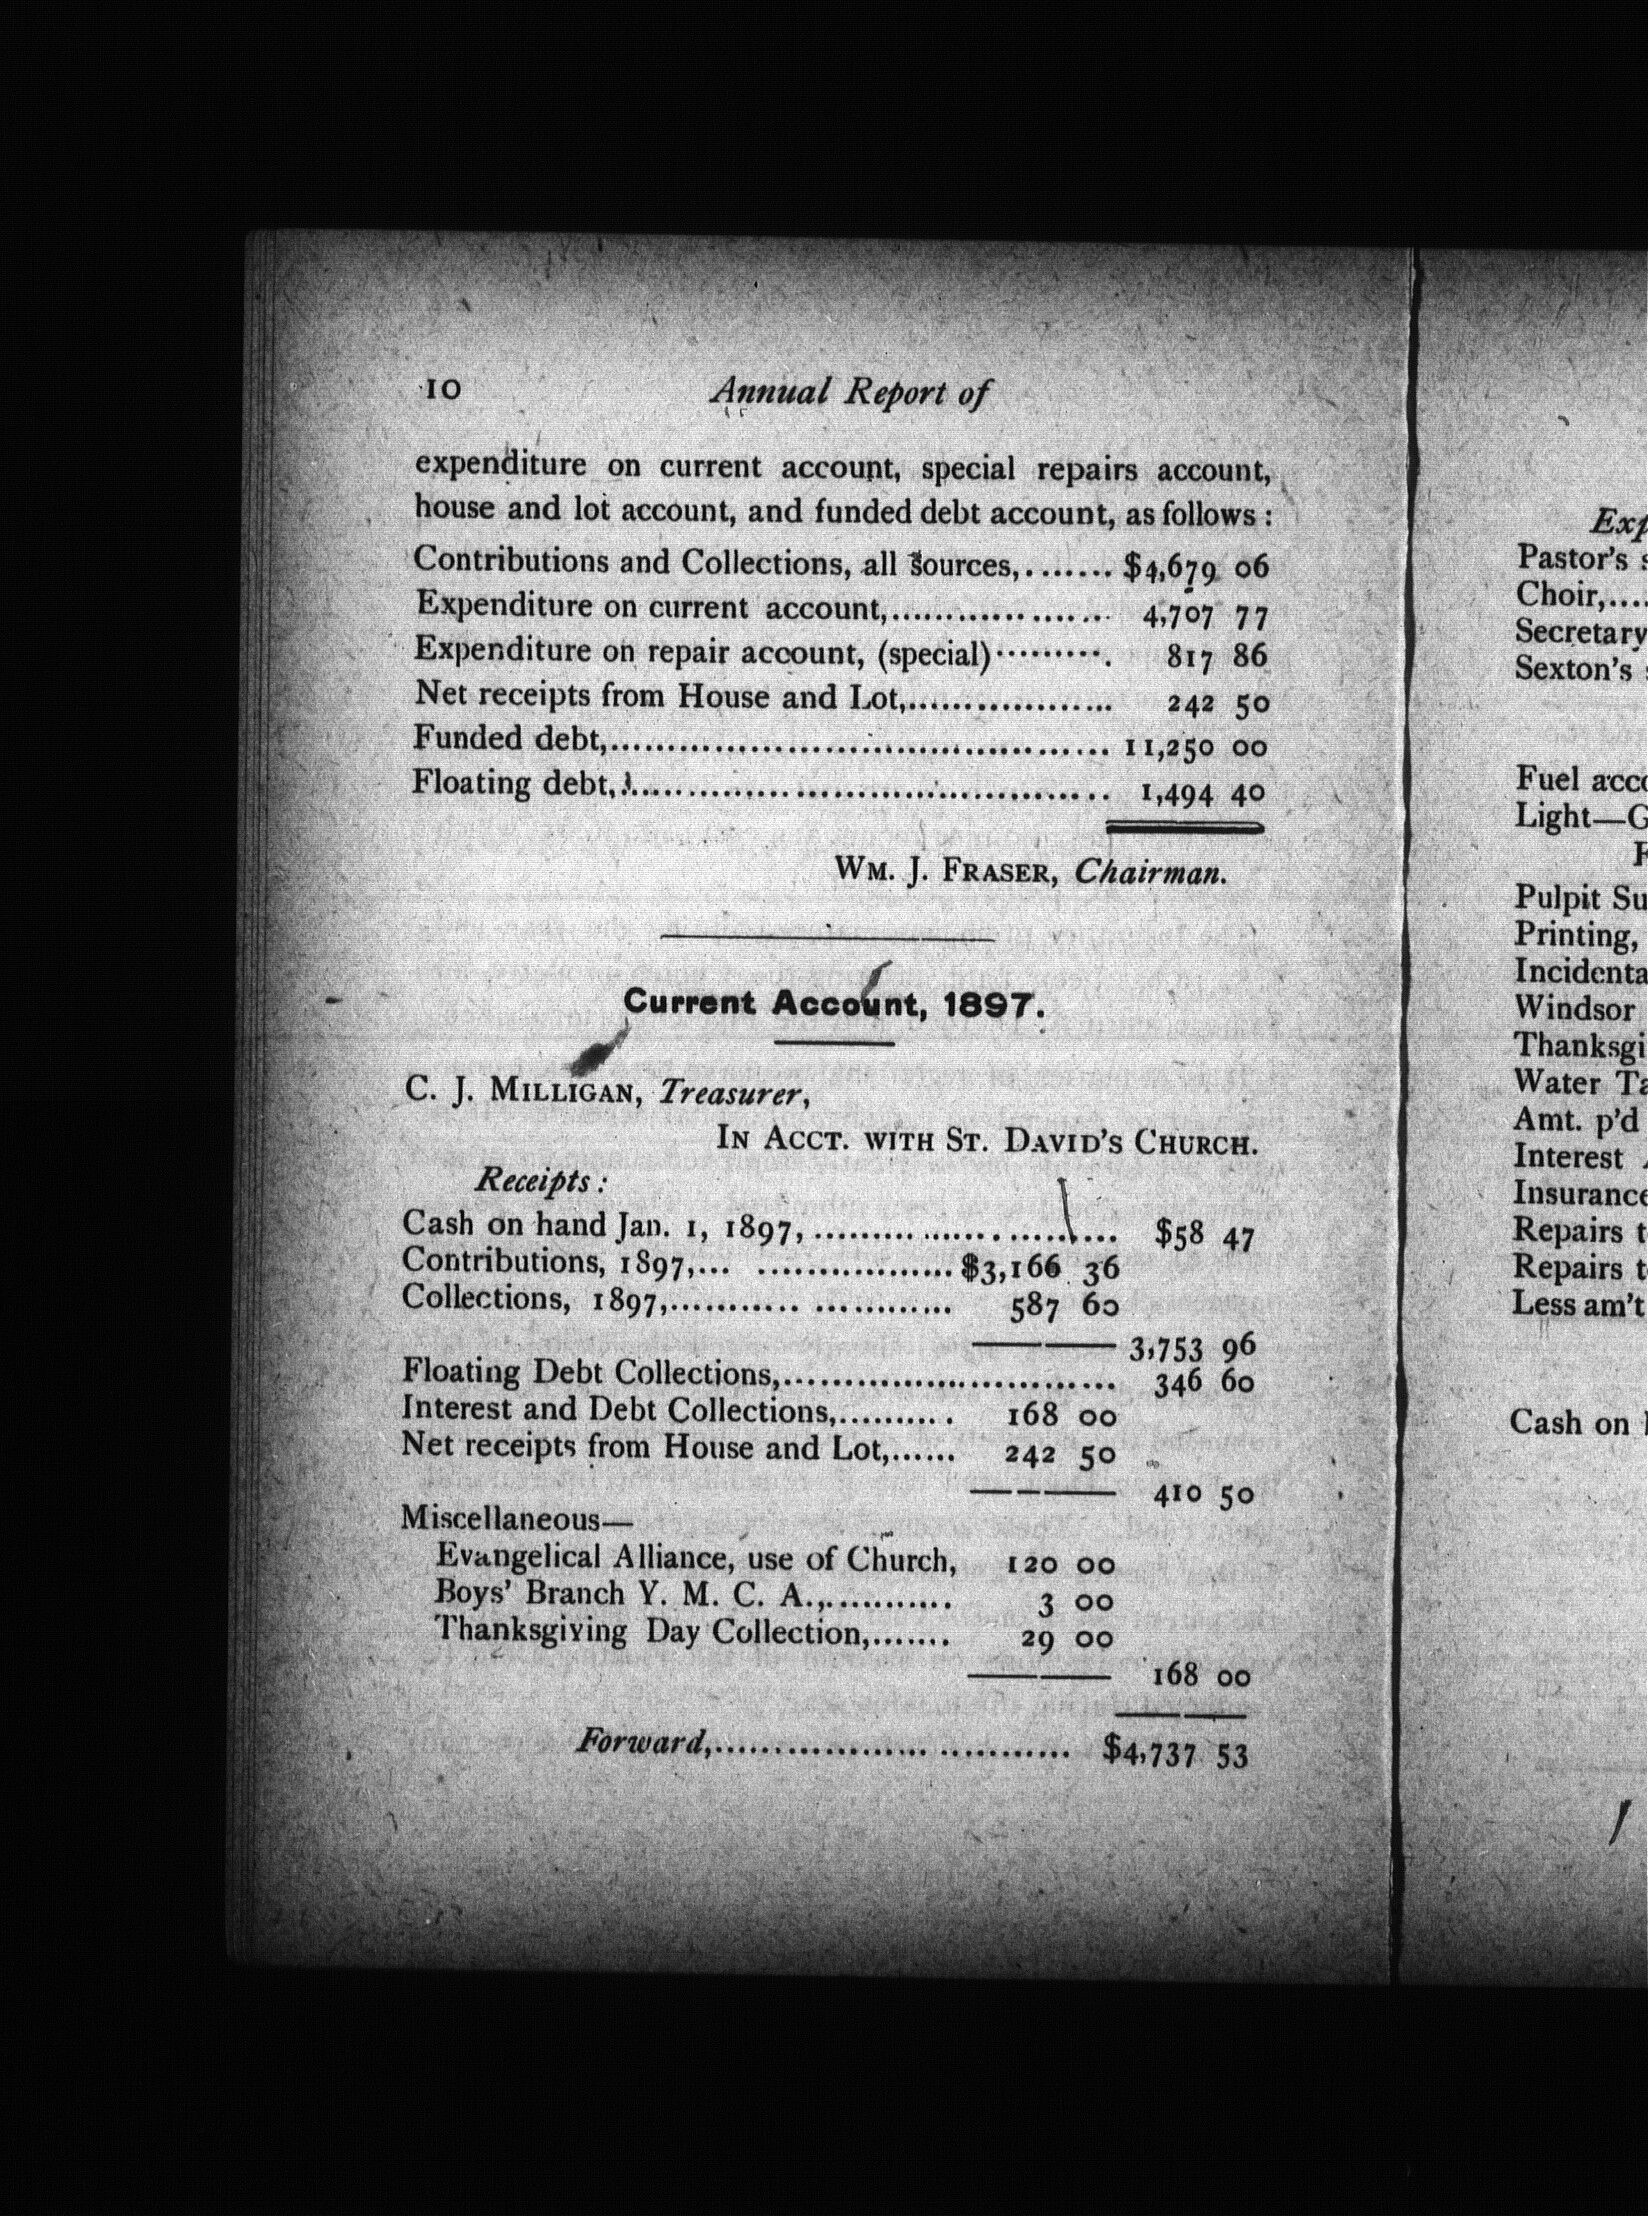 10 Annual Report of
expenditure on current account, special repairs account,
house and lot account, and funded debt account, as follows :
Contributions and Collections, all sources,........ $4,679 06
Expenditure on current account,................... 4,707 77
Expenditure on repair account, (special).......... 817 86
Net receipts from House and Lot,.................. 242 50
Funded debt,...................................... 11,250 00
Floating debt,.................................... 1,494 40
WM. J. FRASER, Chairman.
Current Account, 1897.
C. J. MILLIGAN, Treasurer,
IN ACCT. WITH ST. DAVID'S CHURCH.
Receipts :
Cash on hand Jan. 1, 1897, ....................... $58 47
Contributions, 1897,... .................. $3,166 36
Collections, 1897,........... ............ 587 60
3,753 96
Floating Debt Collections,............................. 346 60
Interest and Debt Collections,.......... 168 00
Net receipts from House and Lot,...... 242 50
410 50
Miscellaneous—
Evangelical Alliance, use of Church, 120 00
Boys' Branch Y. M. C. A.,........... 3 00
Thanksgiving Day Collection,....... 29 00
168 00
Forward,................... ............ $4,737 53
Pastor's
Choir,....
Secretary
Sexton's
Fuel
Light—G
F
Pulpit
Printing,
Windsor
Water
Amt. p'd
Interest
Insurance
Repairs
Repairs
Less am't
Cash on